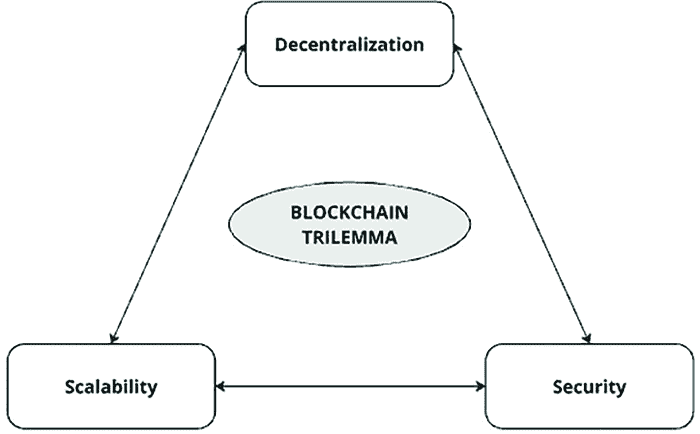 Decentralization
BLOCKCHAIN
TRILEMMA
Scalability
Security